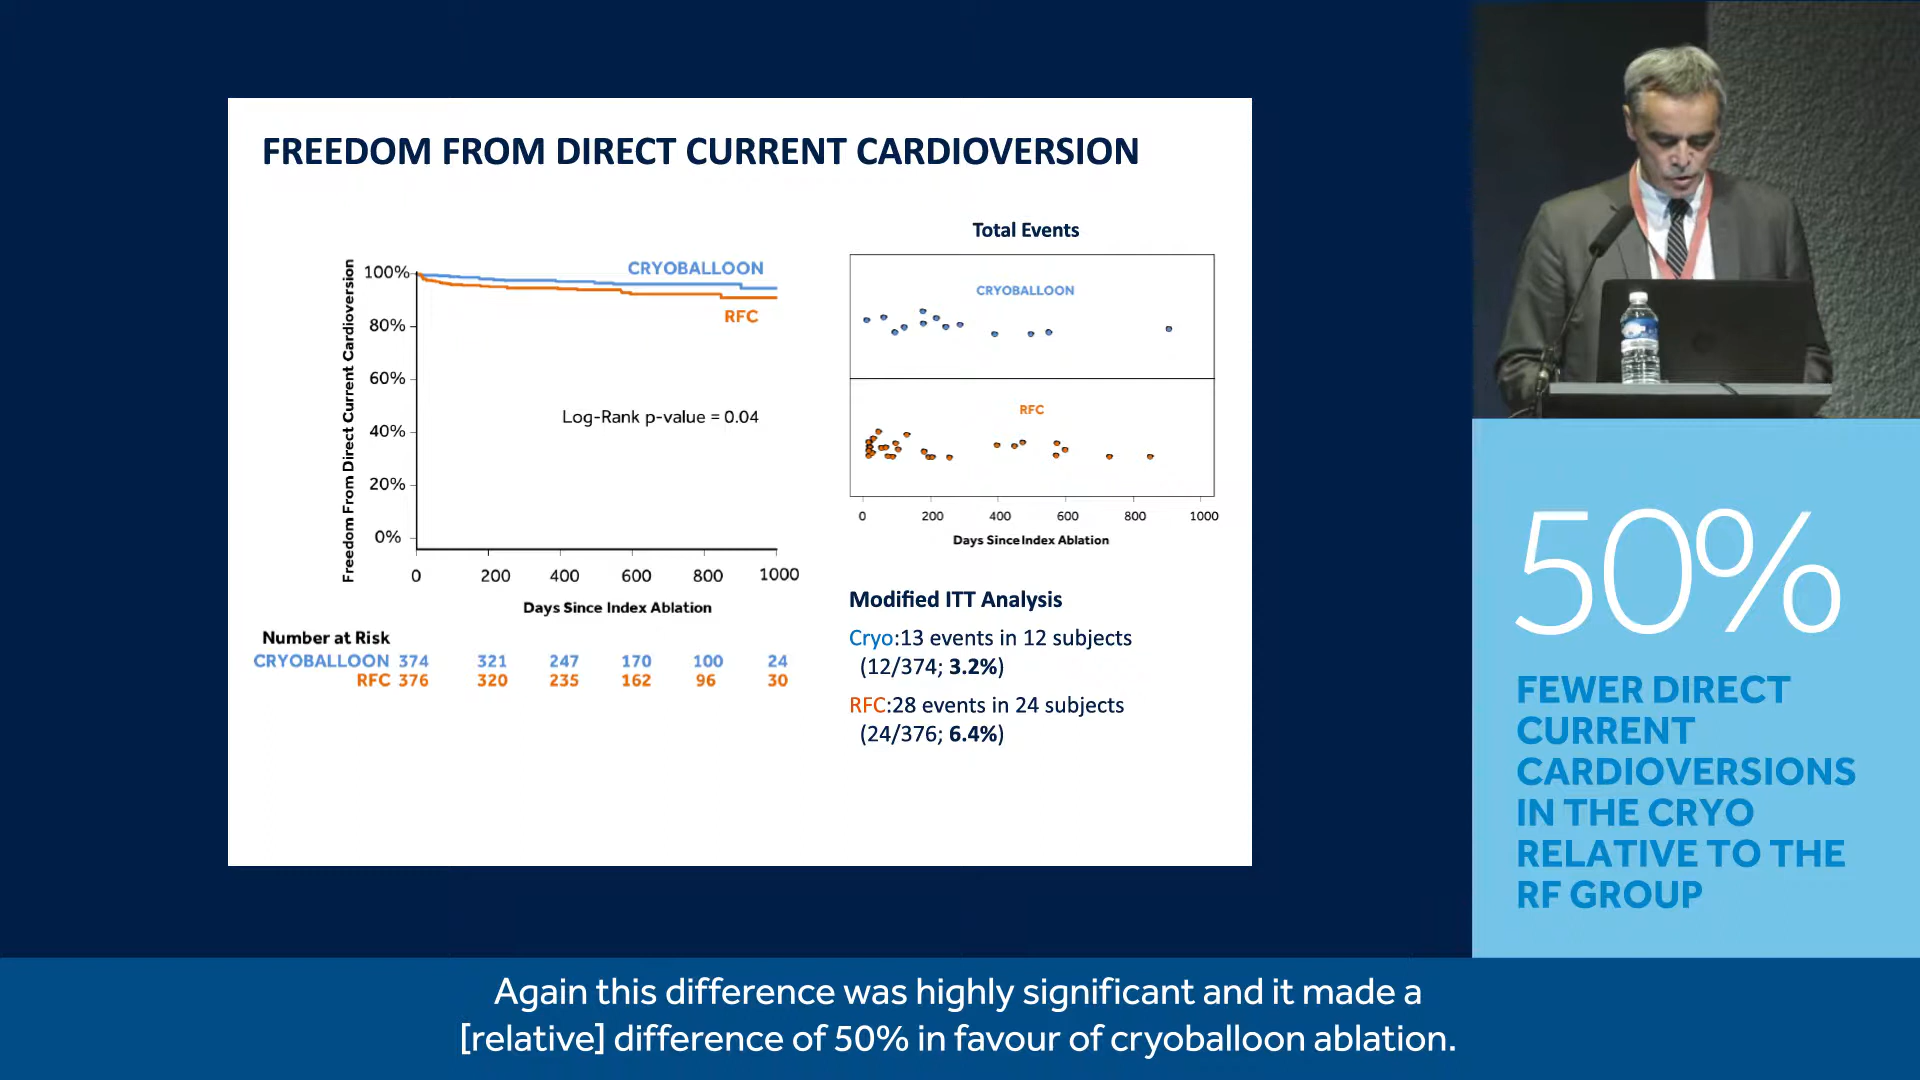 FREEDOM FROM DIRECT CURRENT CARDIOVERSION
Freedom From Direct Current Cardioversion
100%
80%
60%
40%
20%
0%
CRYOBALLOON
RFC
Log-Rank p-value = 0.04
0 200 400 600 800 1000
Days Since Index Ablation
Number at Risk
CRYOBALLOON 374 321 247 170 100 24
RFC 376 320 235 162 96 30
Total Events
CRYOBALLOON
RFC
0 200 400 600 800 1000
Days Since Index Ablation
Modified ITT Analysis
Cryo:13 events in 12 subjects
(12/374; 3.2%)
RFC:28 events in 24 subjects
(24/376; 6.4%)
50%
FEWER DIRECT
CURRENT
CARDIOVERSIONS
IN THE CRYO
RELATIVE TO THE
RF GROUP
Again this difference was highly significant and it made a
[relative] difference of 50% in favour of cryoballoon ablation.